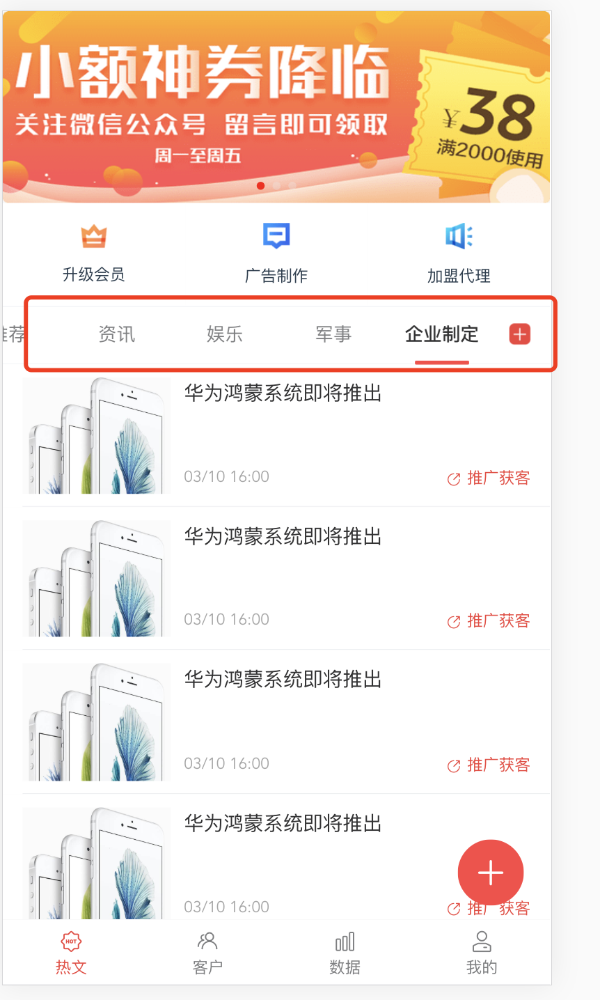 小额神券降临
关注微信公众号 留言即可领取
周一至周五
¥38
满2000使用
升级会员 广告制作 加盟代理
推荐 资讯 娱乐 军事 企业制定
华为鸿蒙系统即将推出
03/10 16:00 推广获客
华为鸿蒙系统即将推出
03/10 16:00 推广获客
华为鸿蒙系统即将推出
03/10 16:00 推广获客
华为鸿蒙系统即将推出
03/10 16:00 推广获客
HOT
热文 客户 数据 我的